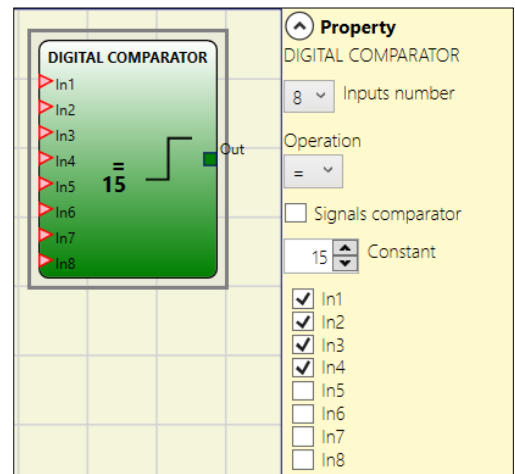 DIGITAL COMPARATOR
In1
In2
In3
In4
In5
In6
In7
In8
=
15
Out
Property
DIGITAL COMPARATOR
8 Inputs number
Operation
=
Signals comparator
15 Constant
In1
In2
In3
In4
In5
In6
In7
In8